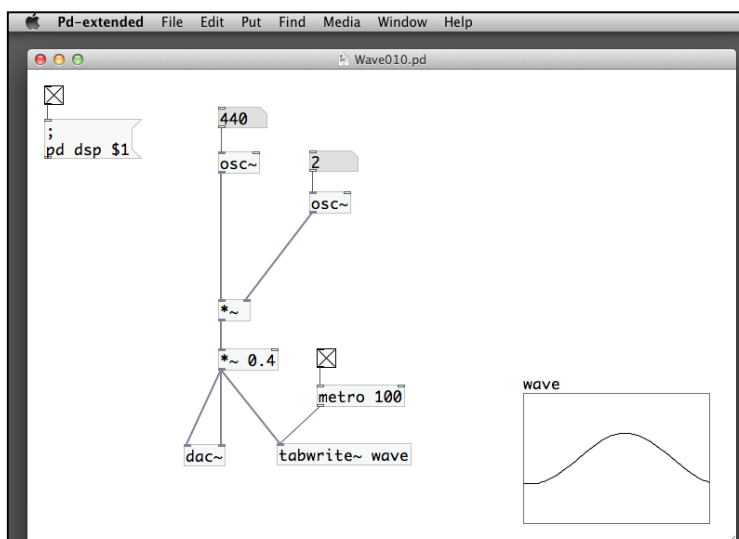 Pd-extended File Edit Put Find Media Window Help
Wave010.pd
;
pd dsp $1
440
osc~
2
osc~
*~
*~ 0.4
metro 100
dac~
tabwrite~ wave
wave